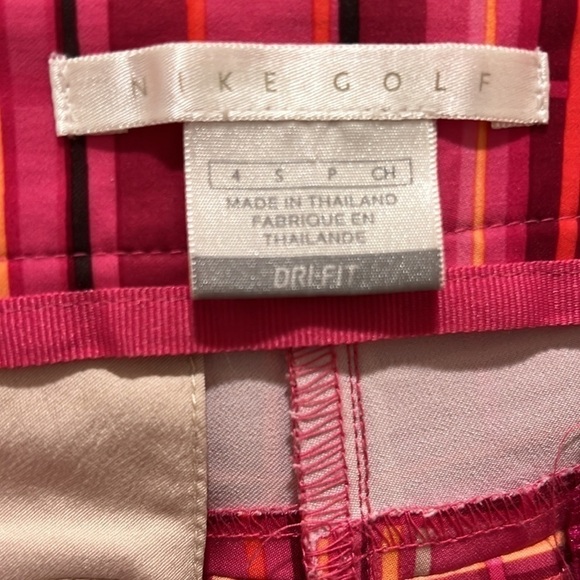 NIKE GOLF
4 S P CH
MADE IN THAILAND
FABRIQUE EN
THAILANDE
DRI-FIT